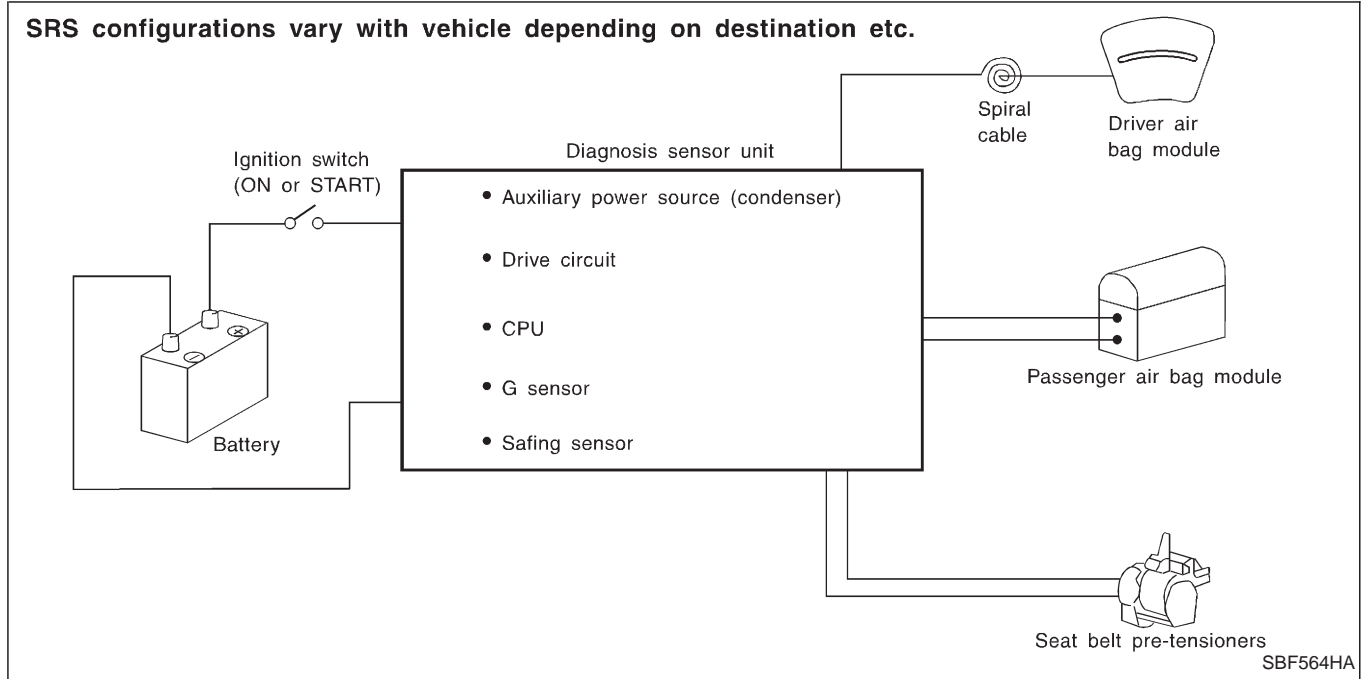 SRS configurations vary with vehicle depending on destination etc.
Spiral
cable
Driver air
bag module
Ignition switch
(ON or START)
Diagnosis sensor unit
• Auxiliary power source (condenser)
• Drive circuit
• CPU
• G sensor
• Safing sensor
+
−
Battery
Passenger air bag module
Seat belt pre-tensioners
SBF564HA